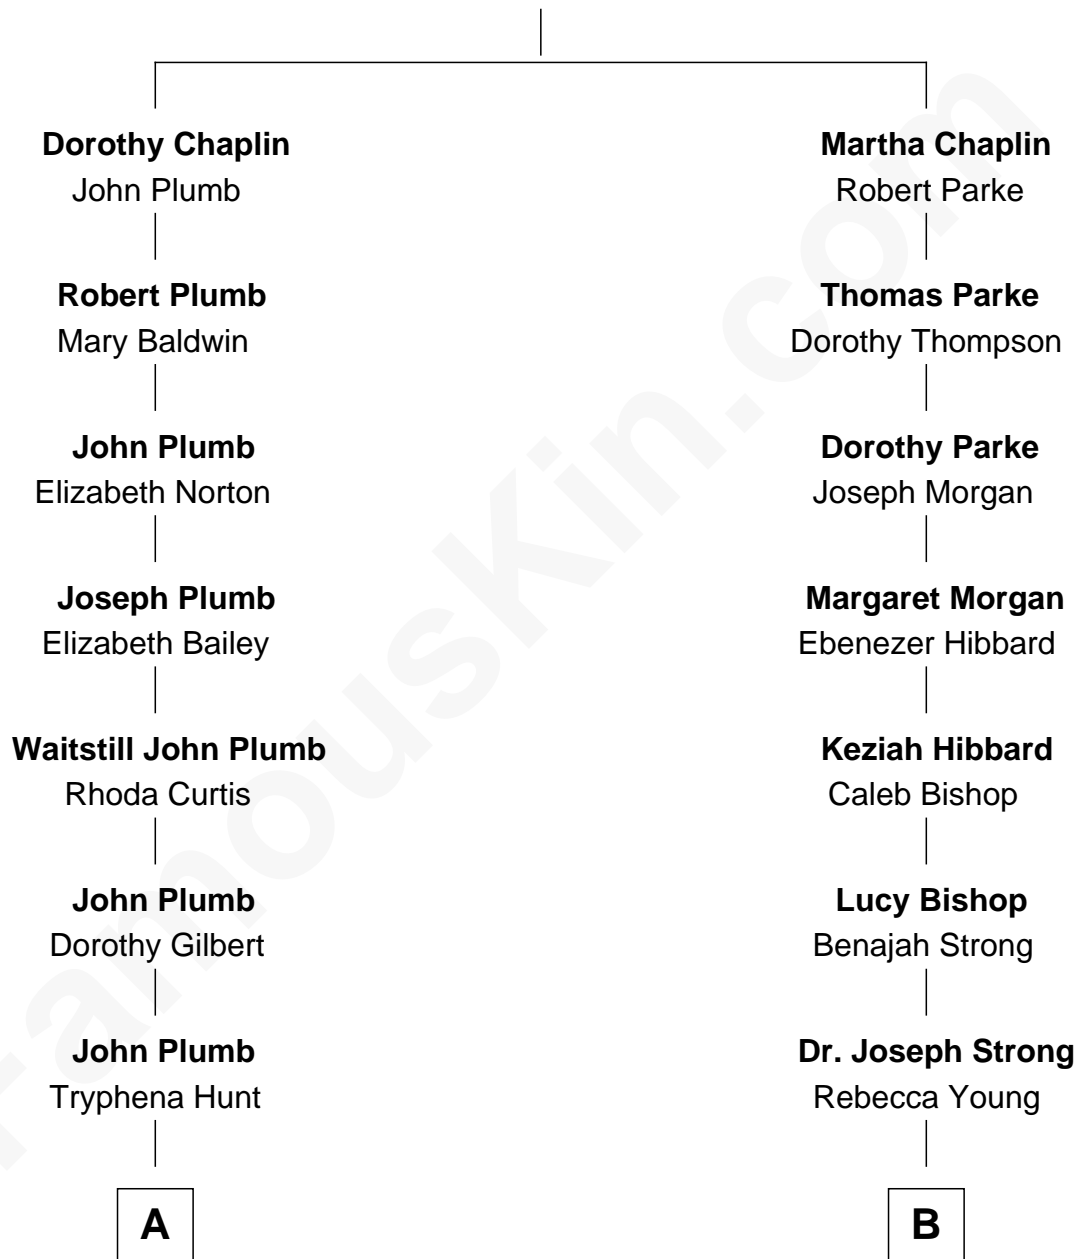 Dorothy Chaplin
John Plumb
Robert Plumb
Mary Baldwin
John Plumb
Elizabeth Norton
Joseph Plumb
Elizabeth Bailey
Waitstill John Plumb
Rhoda Curtis
John Plumb
Dorothy Gilbert
John Plumb
Tryphena Hunt
A
Martha Chaplin
Robert Parke
Thomas Parke
Dorothy Thompson
Dorothy Parke
Joseph Morgan
Margaret Morgan
Ebenezer Hibbard
Keziah Hibbard
Caleb Bishop
Lucy Bishop
Benajah Strong
Dr. Joseph Strong
Rebecca Young
B
FamousKin.com